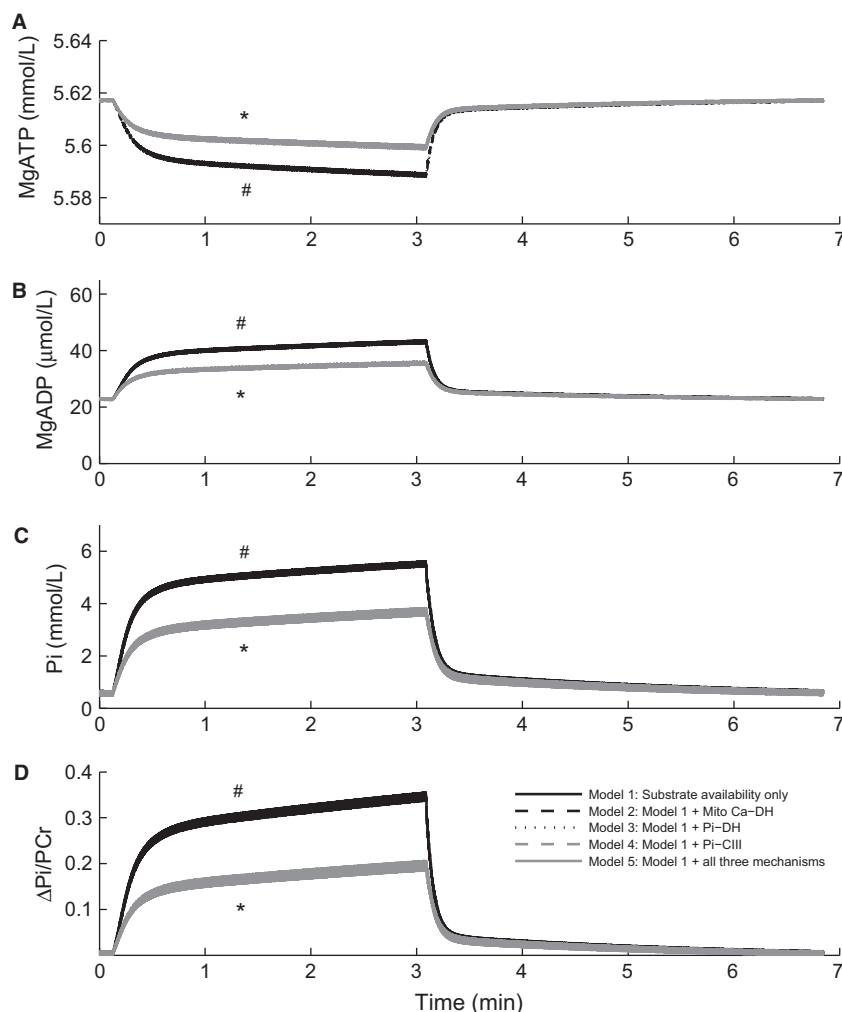 A
MgATP (mmol/L)
5.64
5.62
5.6
5.58
*
#
0 1 2 3 4 5 6 7
B
MgADP (μmol/L)
60
40
20
0
#
*
0 1 2 3 4 5 6 7
C
Pi (mmol/L)
6
4
2
0
#
*
0 1 2 3 4 5 6 7
D
ΔPi/PCr
0.4
0.3
0.2
0.1
#
*
Model 1: Substrate availability only
Model 2: Model 1 + Mito Ca−DH
Model 3: Model 1 + Pi−DH
Model 4: Model 1 + Pi−CIII
Model 5: Model 1 + all three mechanisms
0 1 2 3 4 5 6 7
Time (min)